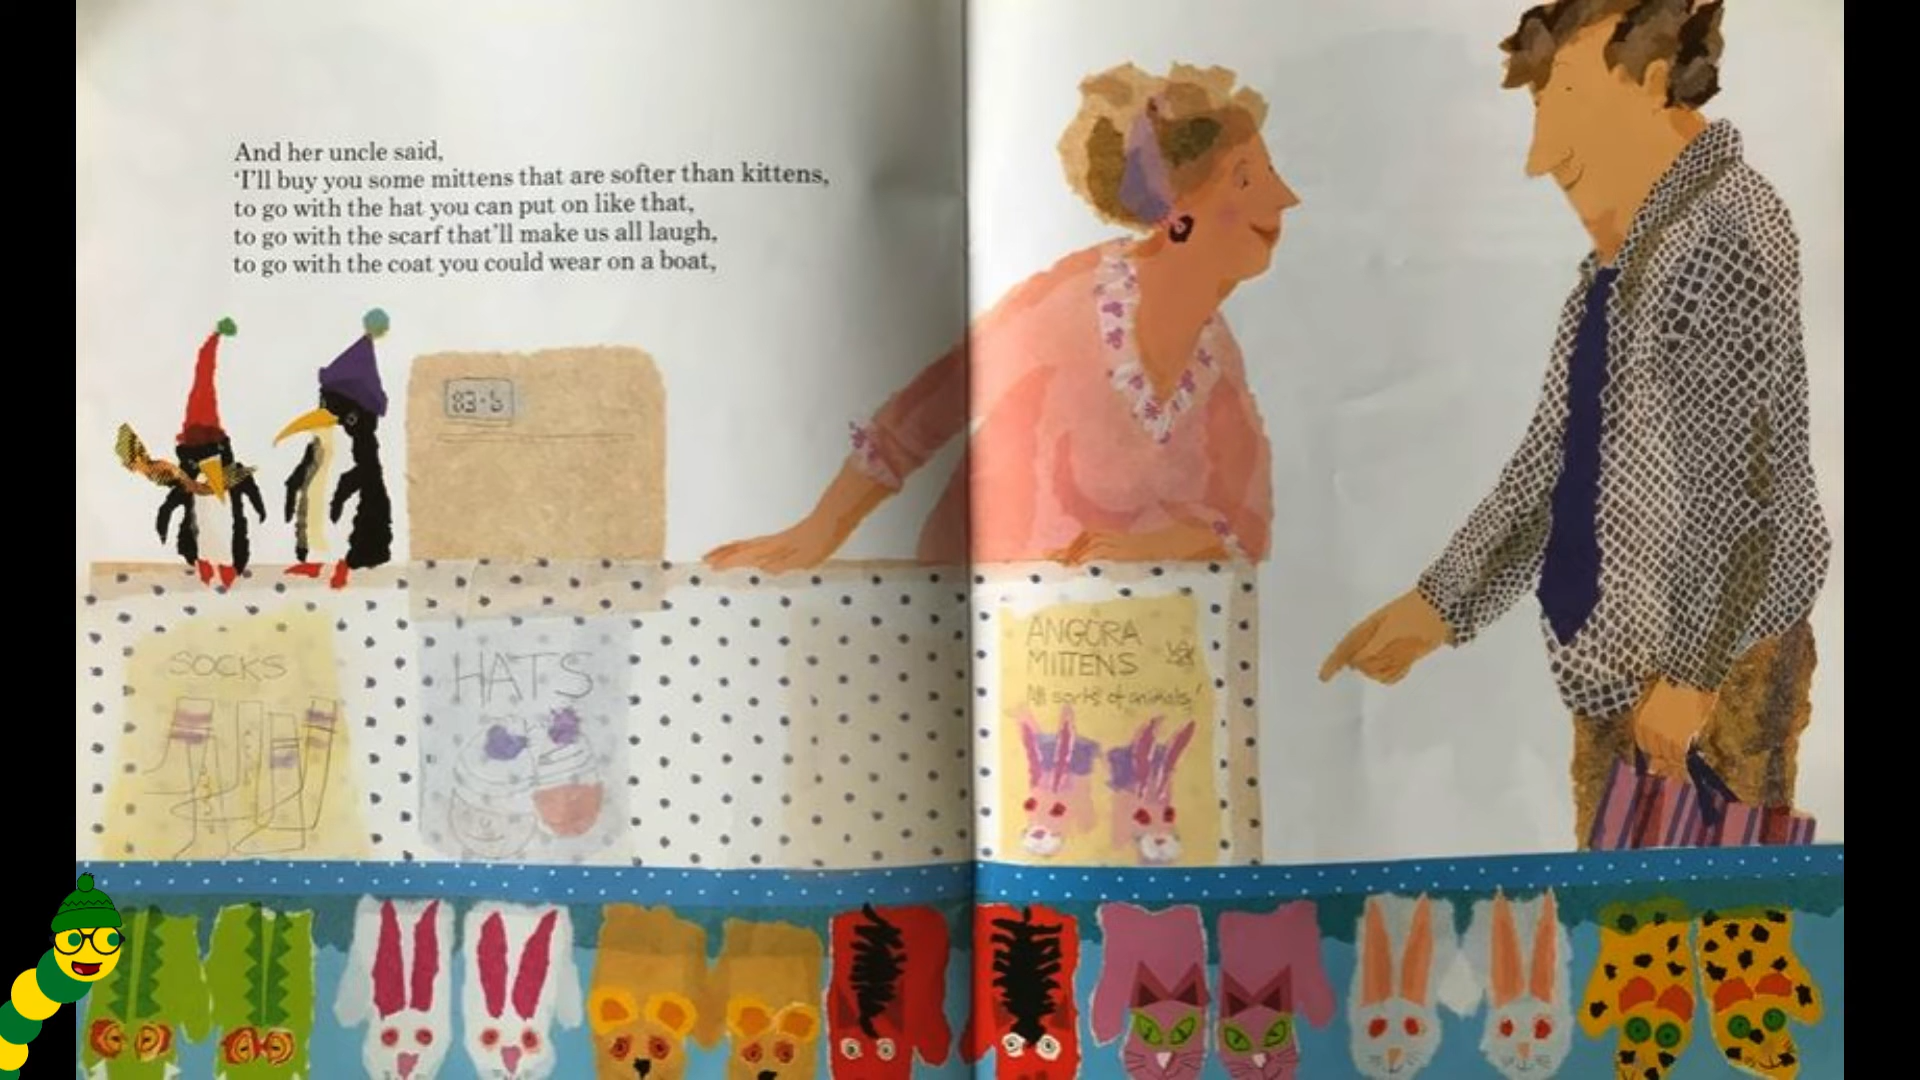 And her uncle said,
‘I’ll buy you some mittens that are softer than kittens,
to go with the hat you can put on like that,
to go with the scarf that’ll make us all laugh,
to go with the coat you could wear on a boat,
SOCKS
HATS
ANGORA
MITTENS
All sorts of animals!